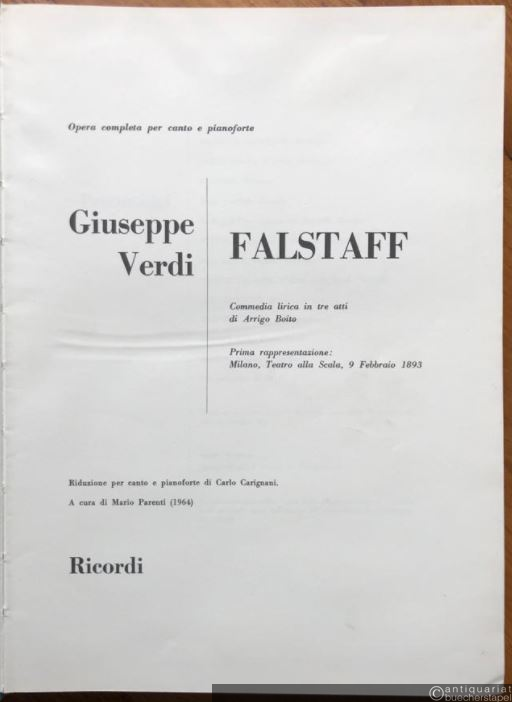 Opera completa per canto e pianoforte
Giuseppe
Verdi
FALSTAFF
Commedia lirica in tre atti
di Arrigo Boito
Prima rappresentazione:
Milano, Teatro alla Scala, 9 Febbraio 1893
Riduzione per canto e pianoforte di Carlo Carignani.
A cura di Mario Parenti (1964)
Ricordi
©antiquariat
buecherstapel